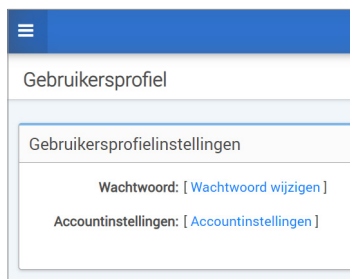 Gebruikersprofiel
Gebruikersprofielinstellingen
Wachtwoord: [ Wachtwoord wijzigen ]
Accountinstellingen: [ Accountinstellingen ]